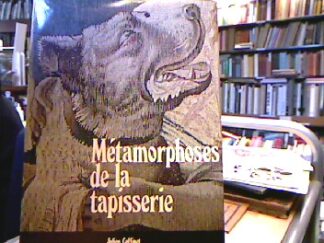 Métamorphoses
de la
tapisserie